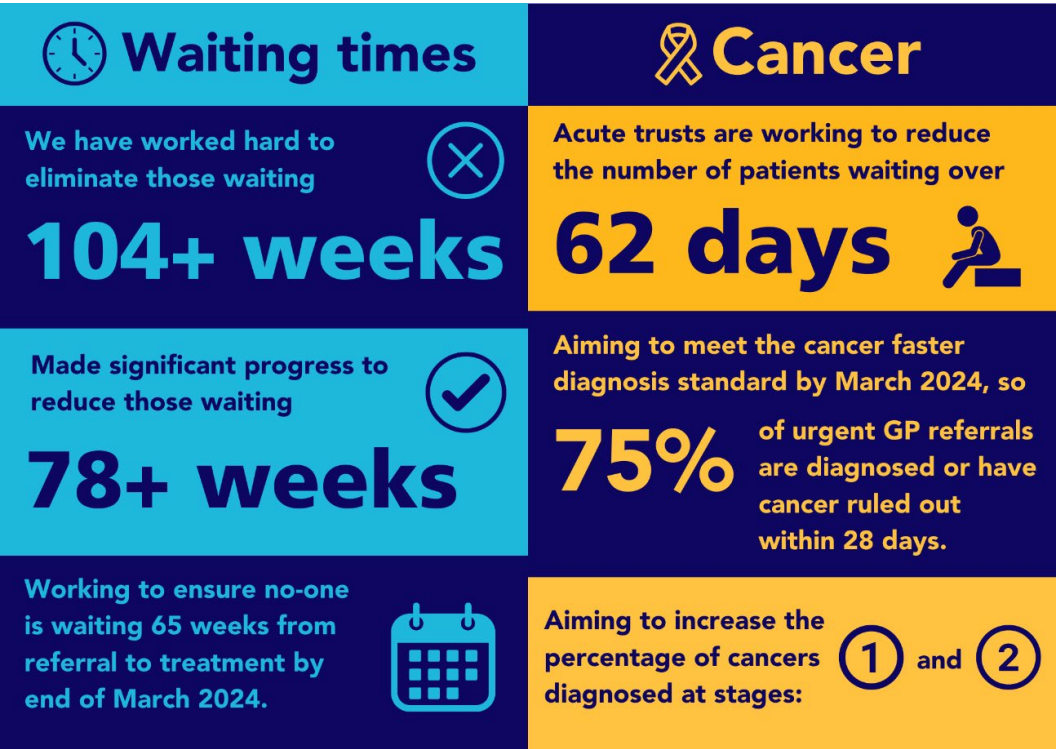 Waiting times
We have worked hard to
eliminate those waiting
104+ weeks
Made significant progress to
reduce those waiting
78+ weeks
Working to ensure no-one
is waiting 65 weeks from
referral to treatment by
end of March 2024.
Cancer
Acute trusts are working to reduce
the number of patients waiting over
62 days
Aiming to meet the cancer faster
diagnosis standard by March 2024, so
75%
of urgent GP referrals
are diagnosed or have
cancer ruled out
within 28 days.
Aiming to increase the
percentage of cancers
diagnosed at stages:
1 and 2